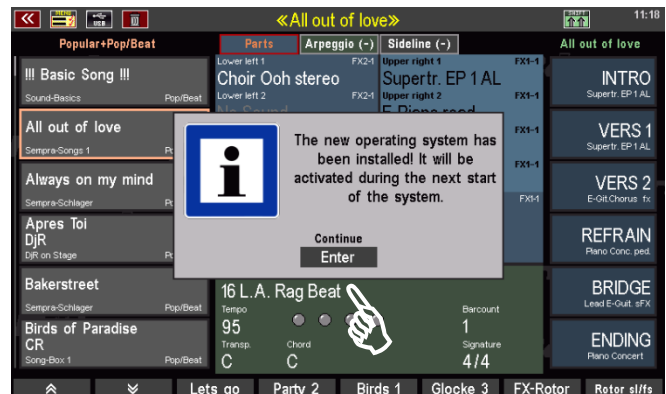 MENU
USB
«All out of love»
SHIFT
11:18
Popular+Pop/Beat
Parts
Arpeggio (-)
Sideline (-)
All out of love
!!! Basic Song !!!
Sound-Basics
Pop/Beat
All out of love
Sempra-Songs 1
Always on my mind
Sempra-Schlager
Apres Toi
DjR
DjR on Stage
Bakerstreet
Sempra-Schlager
Pop/Beat
Birds of Paradise
CR
Song-Box 1
Pop/Beat
Lower left 1
FX2-1
Choir Ooh stereo
Lower left 2
FX2-1
No Sound
Upper right 1
FX1-1
Supertr. EP 1 AL
Upper right 2
FX1-1
FX1-1
FX1-1
FX1-1
The new operating system has
been installed! It will be
activated during the next start
of the system.
Continue
Enter
16 L.A. Rag Beat
Tempo
95
Barcount
1
Transp.
C
Chord
C
Signature
4/4
INTRO
Supertr. EP 1 AL
VERS 1
Supertr. EP 1 AL
VERS 2
E-Git.Chorus fx
REFRAIN
Piano Conc. ped.
BRIDGE
Lead E-Guit. sFX
ENDING
Piano Concert
Lets go
Party 2
Birds 1
Glocke 3
FX-Rotor
Rotor sl/fs